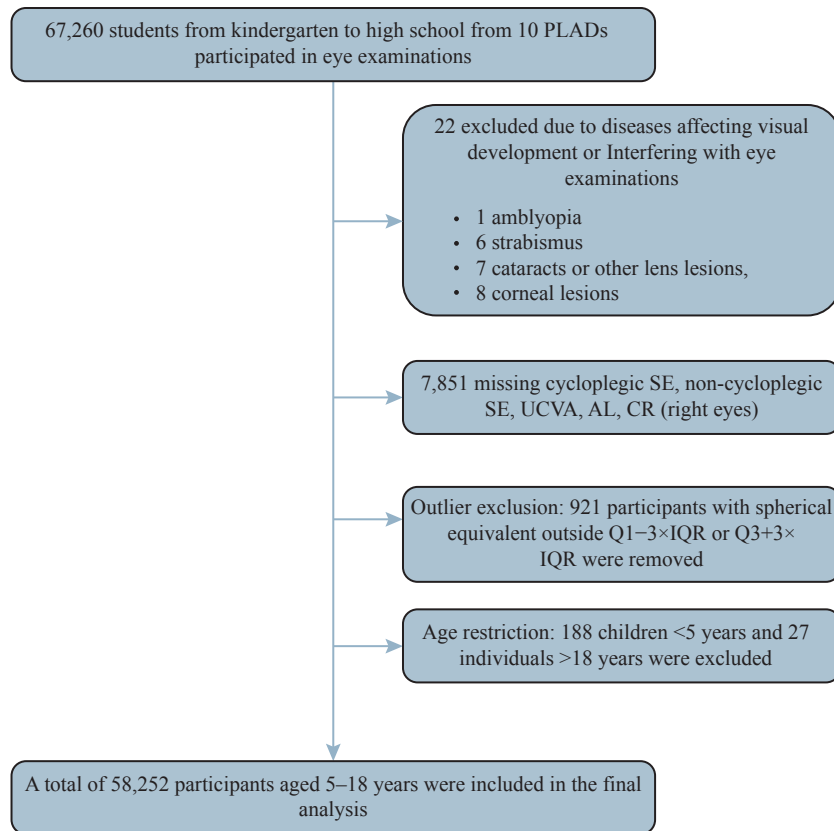 67,260 students from kindergarten to high school from 10 PLADs
participated in eye examinations
22 excluded due to diseases affecting visual
development or Interfering with eye
examinations
• 1 amblyopia
• 6 strabismus
• 7 cataracts or other lens lesions,
• 8 corneal lesions
7,851 missing cycloplegic SE, non-cycloplegic
SE, UCVA, AL, CR (right eyes)
Outlier exclusion: 921 participants with spherical
equivalent outside Q1−3×IQR or Q3+3×
IQR were removed
Age restriction: 188 children <5 years and 27
individuals >18 years were excluded
A total of 58,252 participants aged 5–18 years were included in the final
analysis